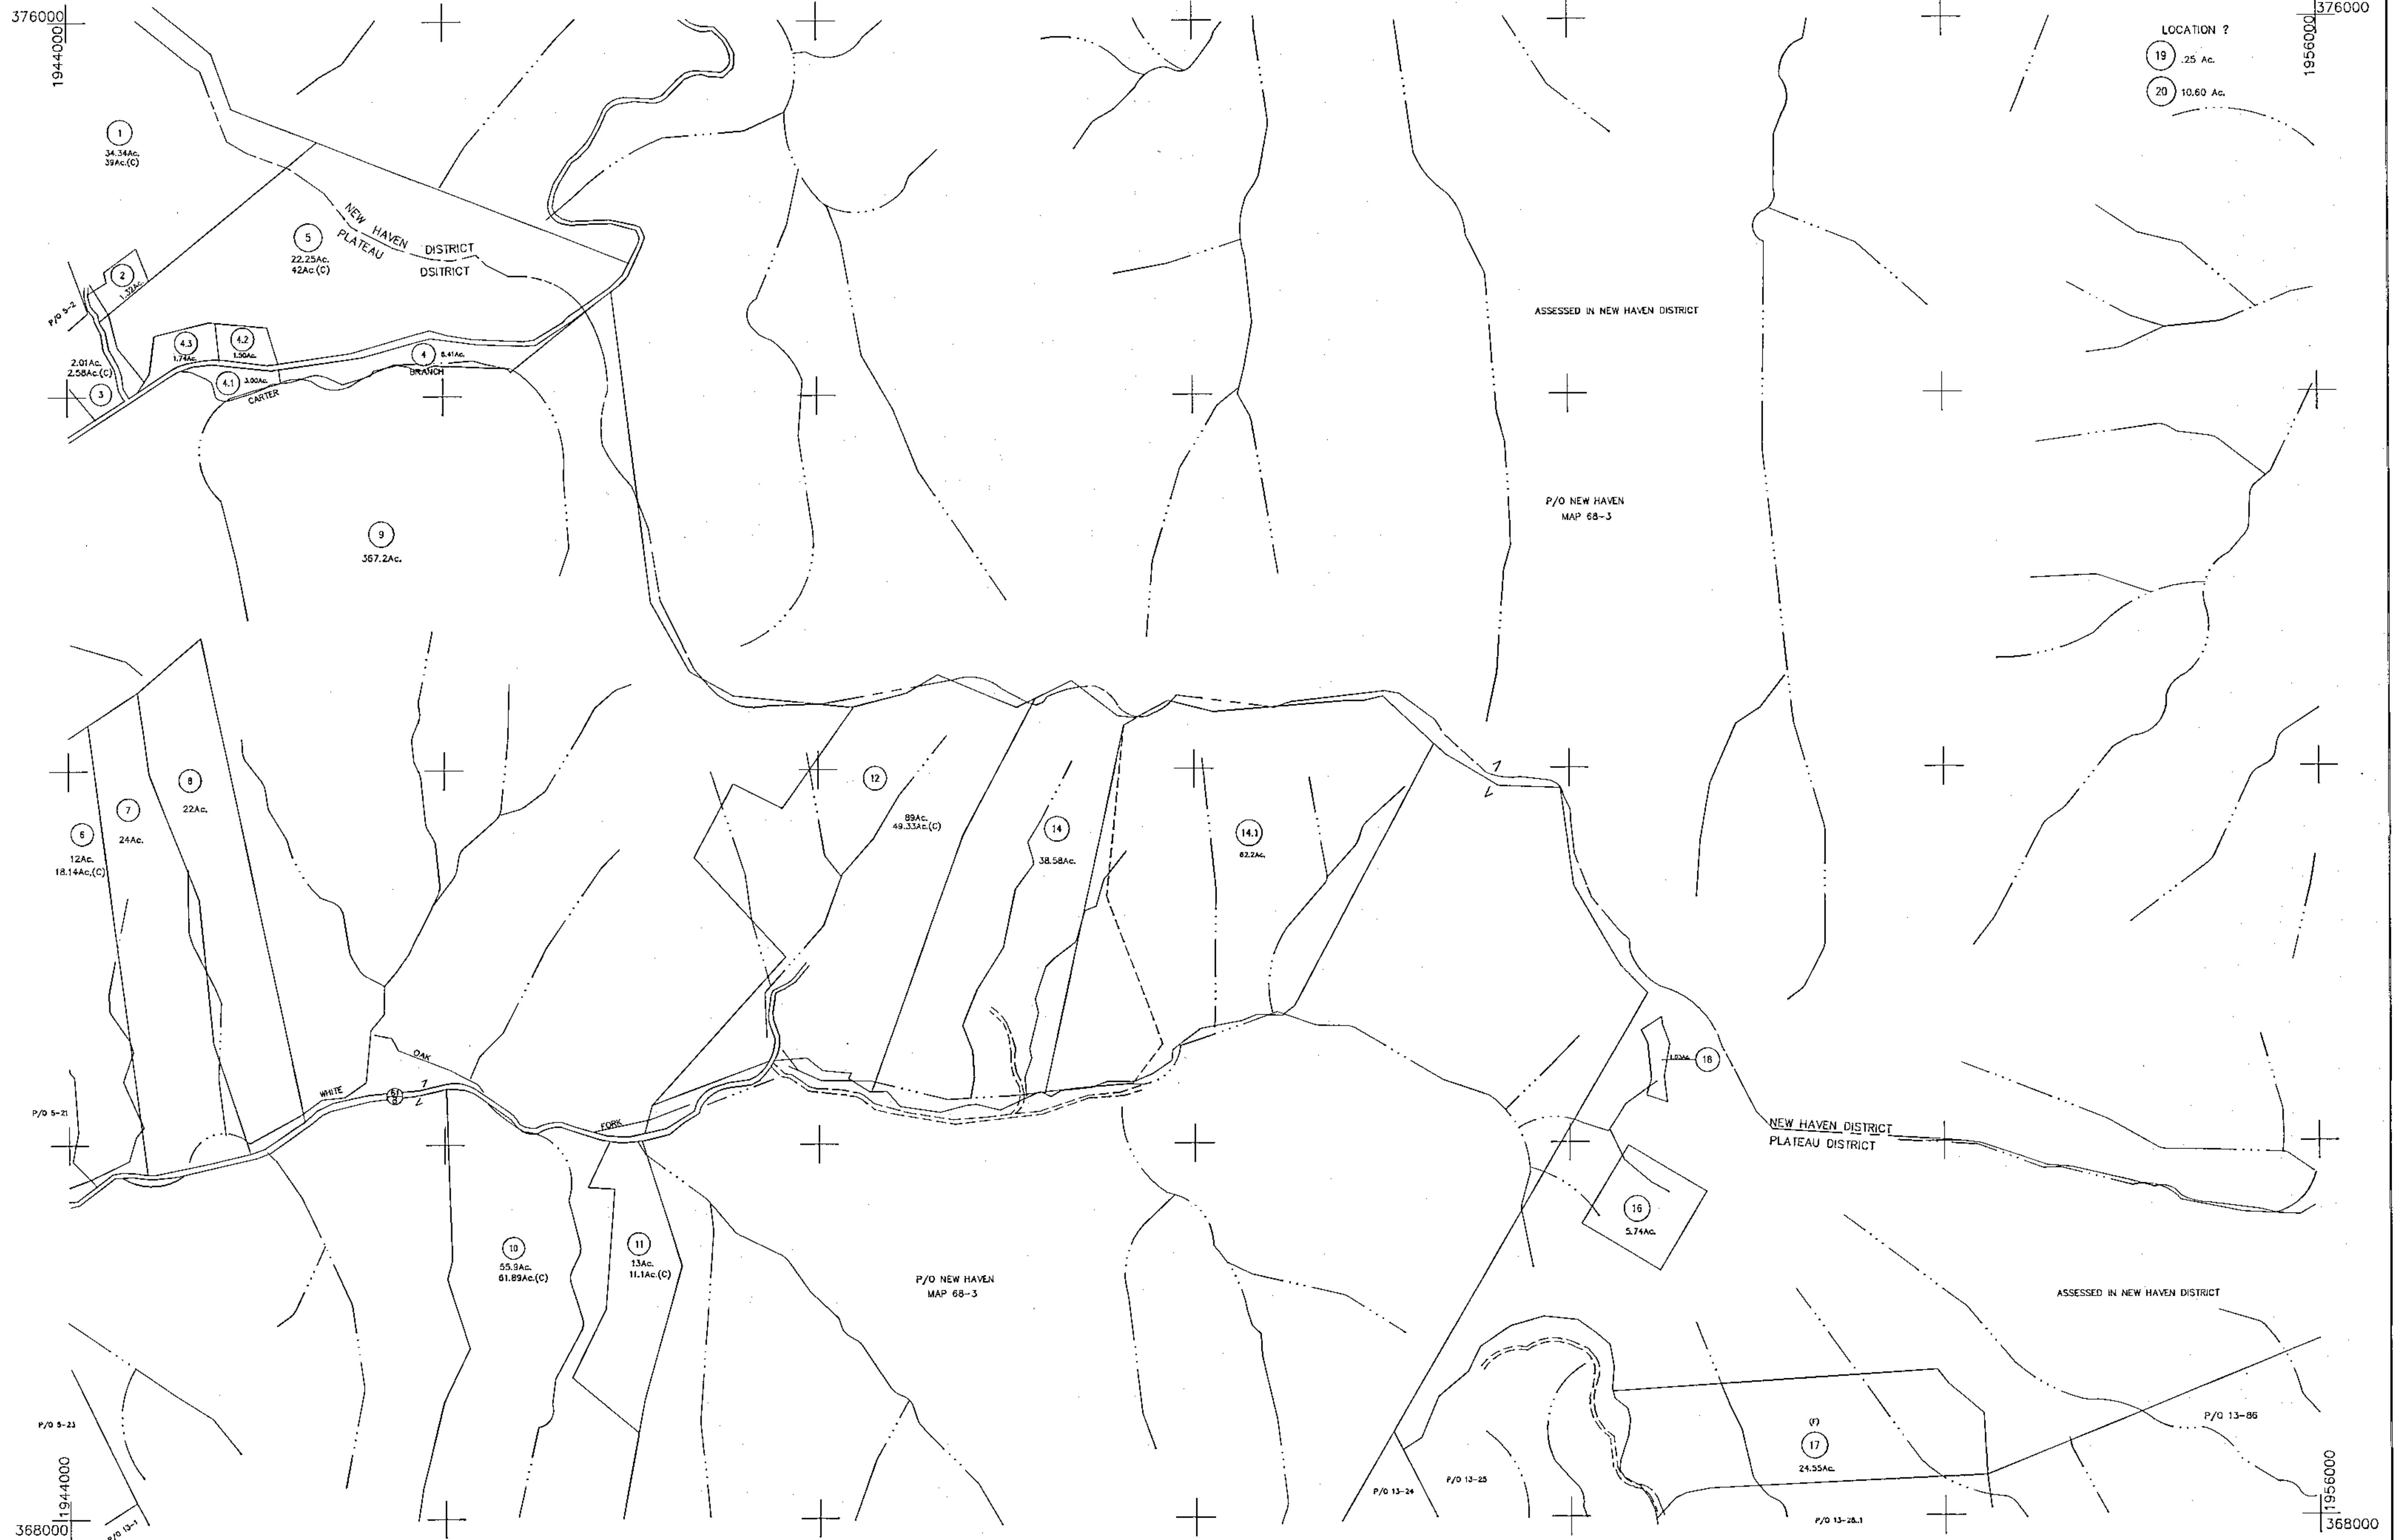 376000
1944000
376000
1956000
LOCATION ?
19 .25 Ac.
20 10.60 Ac.
1
34.34Ac.
39Ac.(C)
NEW HAVEN DISTRICT
PLATEAU DSITRICT
5
22.25Ac.
42Ac.(C)
2
1.32Ac.
P/O 5-2
4.3
1.74Ac.
4.2
1.50Ac.
4
BRANCH
4.1 3.00Ac.
CARTER
2.01Ac.
2.58Ac.(C)
3
ASSESSED IN NEW HAVEN DISTRICT
P/O NEW HAVEN
MAP 68-3
9
367.2Ac.
8
22Ac.
7
24Ac.
6
12Ac.
18.14Ac.(C)
12
89Ac.
49.33Ac.(C)
14
38.58Ac.
14.1
62.2Ac.
OAK
WHITE
FORK
P/O 5-21
18
NEW HAVEN DISTRICT
PLATEAU DISTRICT
16
5.74Ac.
10
55.9Ac.
61.89Ac.(C)
11
13Ac.
11.1Ac.(C)
P/O NEW HAVEN
MAP 68-3
ASSESSED IN NEW HAVEN DISTRICT
P/O 5-23
P/O 13-1
(F)
17
24.55Ac.
P/O 13-86
P/O 13-25
P/O 13-24
P/O 13-28.1
1944000
368000
1956000
368000